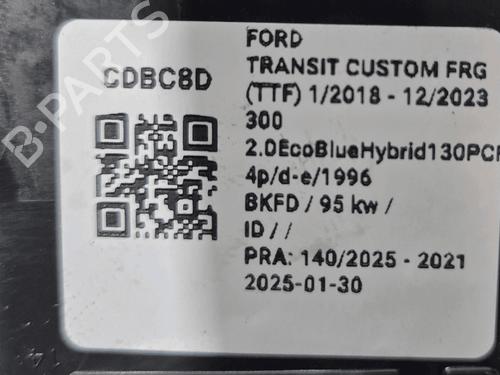 CDBC8D
FORD
TRANSIT CUSTOM FRG
(TTF) 1/2018 - 12/2023
300
2.0EcoBlueHybrid130PCF
4p/d-e/1996
BKFD / 95 kw /
ID / /
PRA: 140/2025 - 2021
2025-01-30
B-PARTS